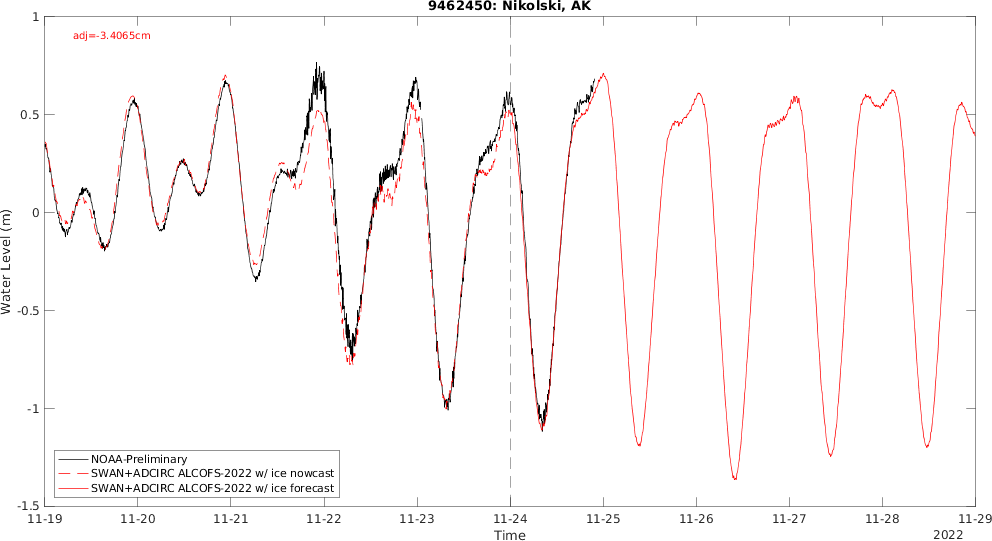 9462450: Nikolski, AK
adj=-3.4065cm
Water Level (m)
1
0.5
0
-0.5
-1
-1.5
NOAA-Preliminary
SWAN+ADCIRC ALCOFS-2022 w/ ice nowcast
SWAN+ADCIRC ALCOFS-2022 w/ ice forecast
11-19 11-20 11-21 11-22 11-23 11-24 11-25 11-26 11-27 11-28 11-29
Time
2022